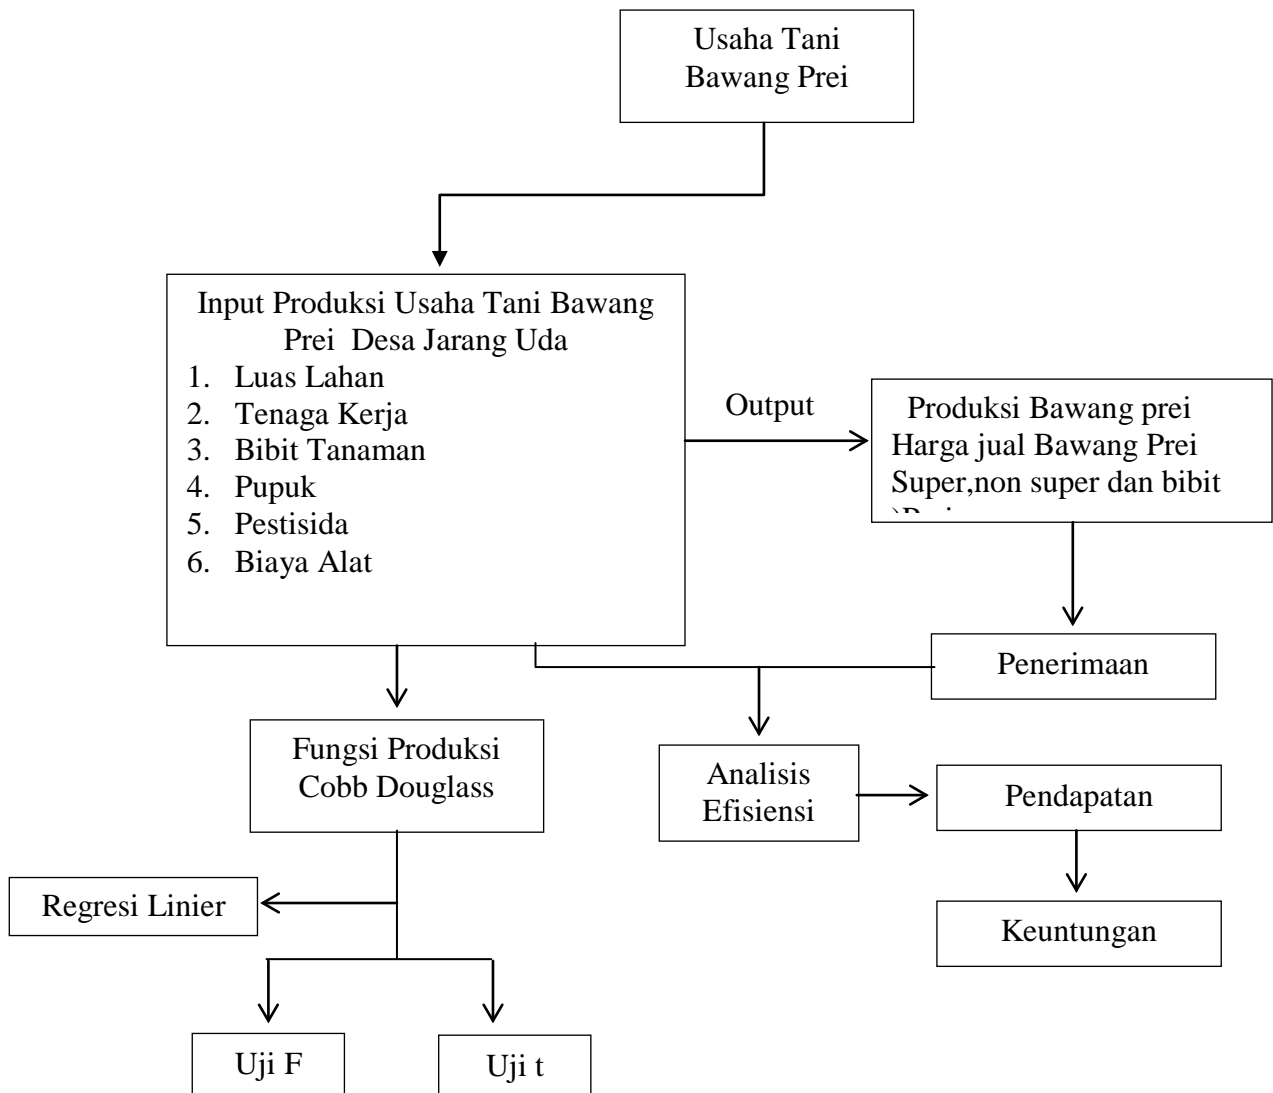 Usaha Tani
Bawang Prei
Input Produksi Usaha Tani Bawang
Prei Desa Jarang Uda
1. Luas Lahan
2. Tenaga Kerja
3. Bibit Tanaman
4. Pupuk
5. Pestisida
6. Biaya Alat
Output
Produksi Bawang prei
Harga jual Bawang Prei
Super,non super dan bibit
Penerimaan
Fungsi Produksi
Cobb Douglass
Analisis
Efisiensi
Pendapatan
Regresi Linier
Keuntungan
Uji F
Uji t